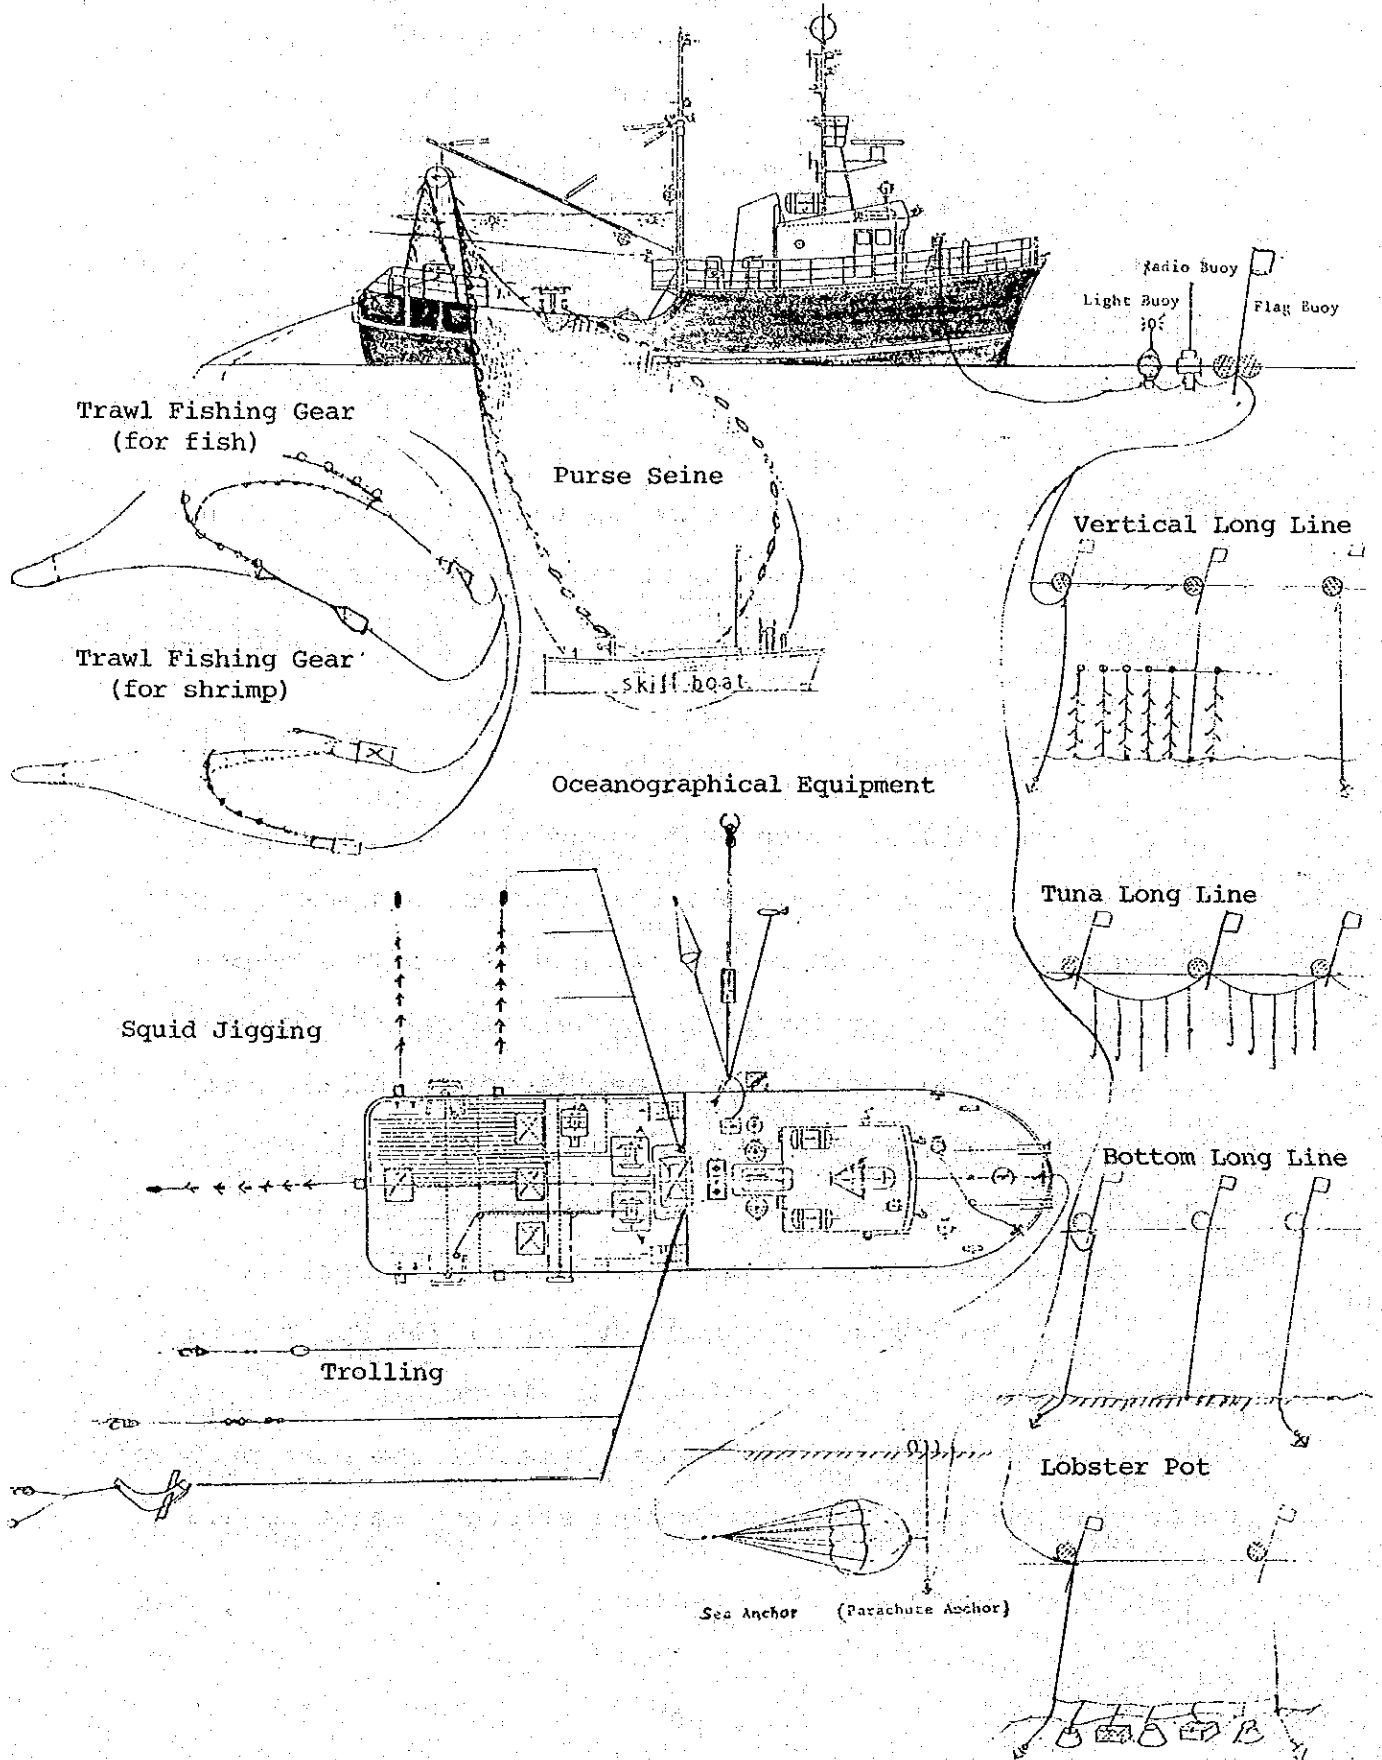 Radio Buoy
Light Buoy
Flag Buoy
Trawl Fishing Gear
(for fish)
Purse Seine
Vertical Long Line
Trawl Fishing Gear
(for shrimp)
skiff boat
Oceanographical Equipment
Tuna Long Line
Squid Jigging
Bottom Long Line
Trolling
Lobster Pot
Sea Anchor (Parachute Anchor)